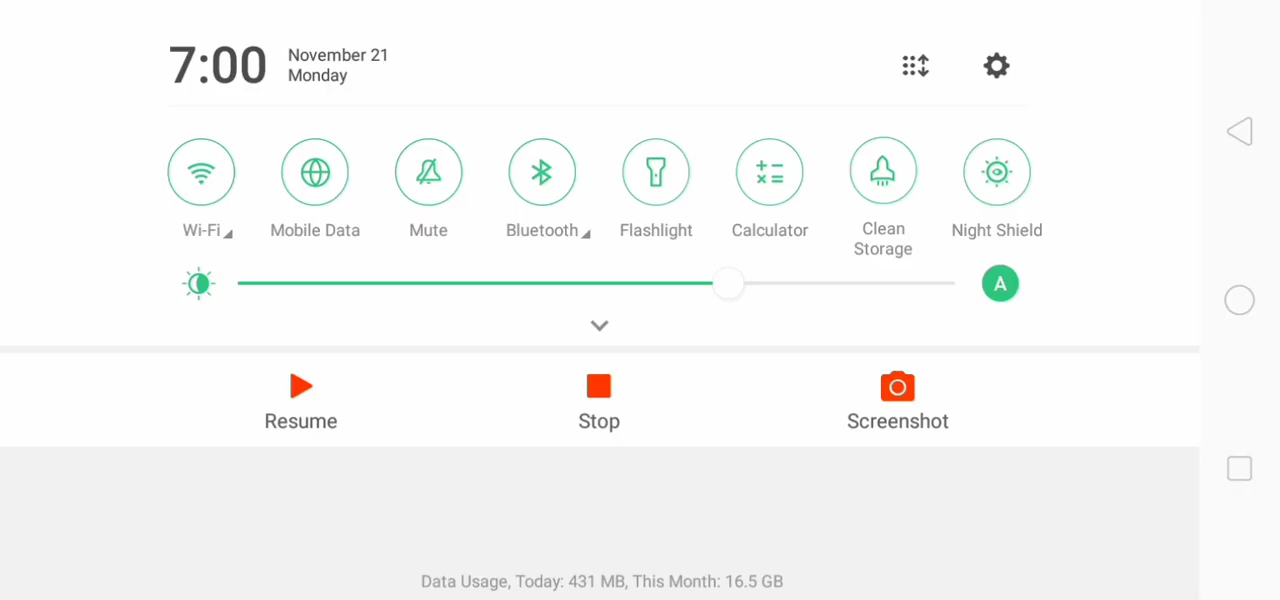 7:00
November 21
Monday
Wi-Fi
Mobile Data
Mute
Bluetooth
Flashlight
Calculator
Clean
Storage
Night Shield
A
Resume
Stop
Screenshot
Data Usage, Today: 431 MB, This Month: 16.5 GB